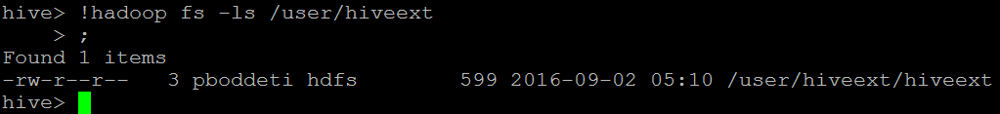 hive> !hadoop fs -ls /user/hiveext
    > ;
Found 1 items
-rw-r--r--   3 pboddeti hdfs        599 2016-09-02 05:10 /user/hiveext/hiveext
hive>